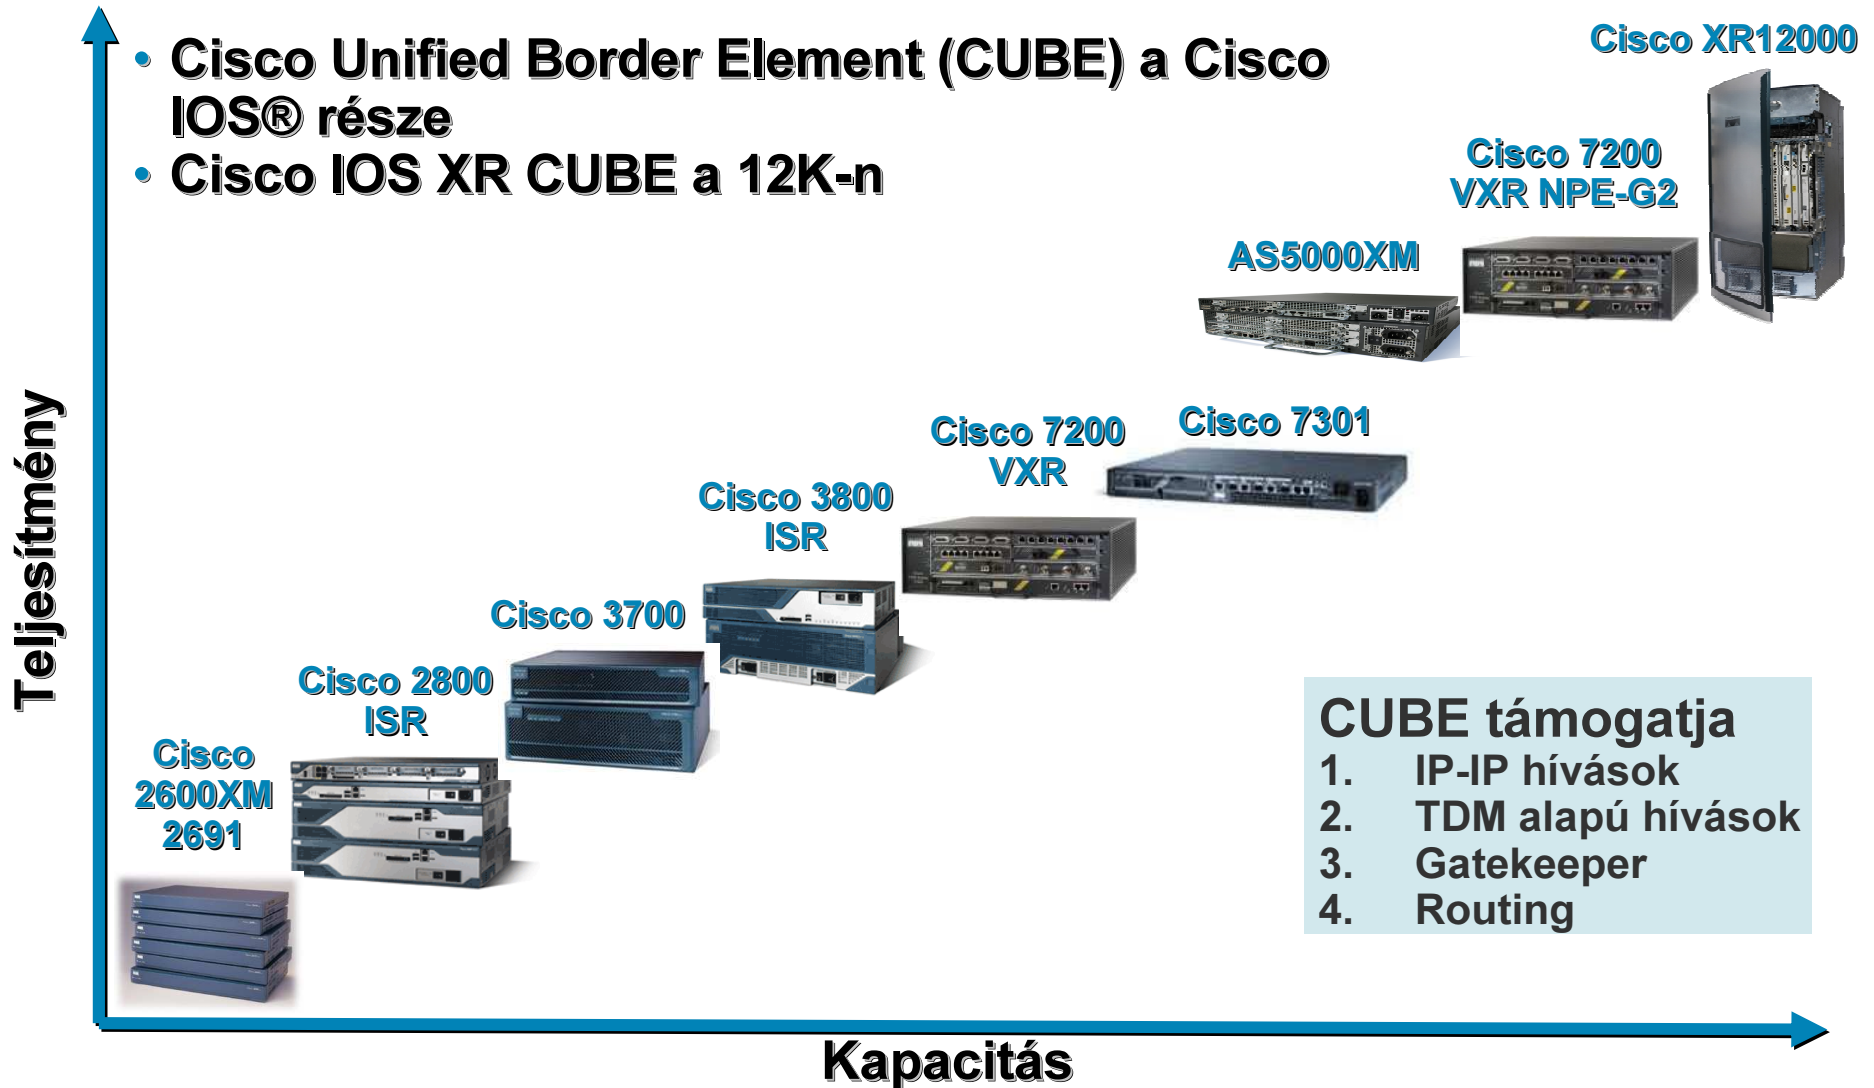 • Cisco Unified Border Element (CUBE) a Cisco
IOS® része
• Cisco IOS XR CUBE a 12K-n
Cisco XR12000
Cisco 7200
VXR NPE-G2
AS5000XM
Cisco 7301
Cisco 7200
VXR
Cisco 3800
ISR
Cisco 3700
Cisco 2800
ISR
Cisco
2600XM
2691
Teljesítmény
CUBE támogatja
1. IP-IP hívások
2. TDM alapú hívások
3. Gatekeeper
4. Routing
Kapacitás